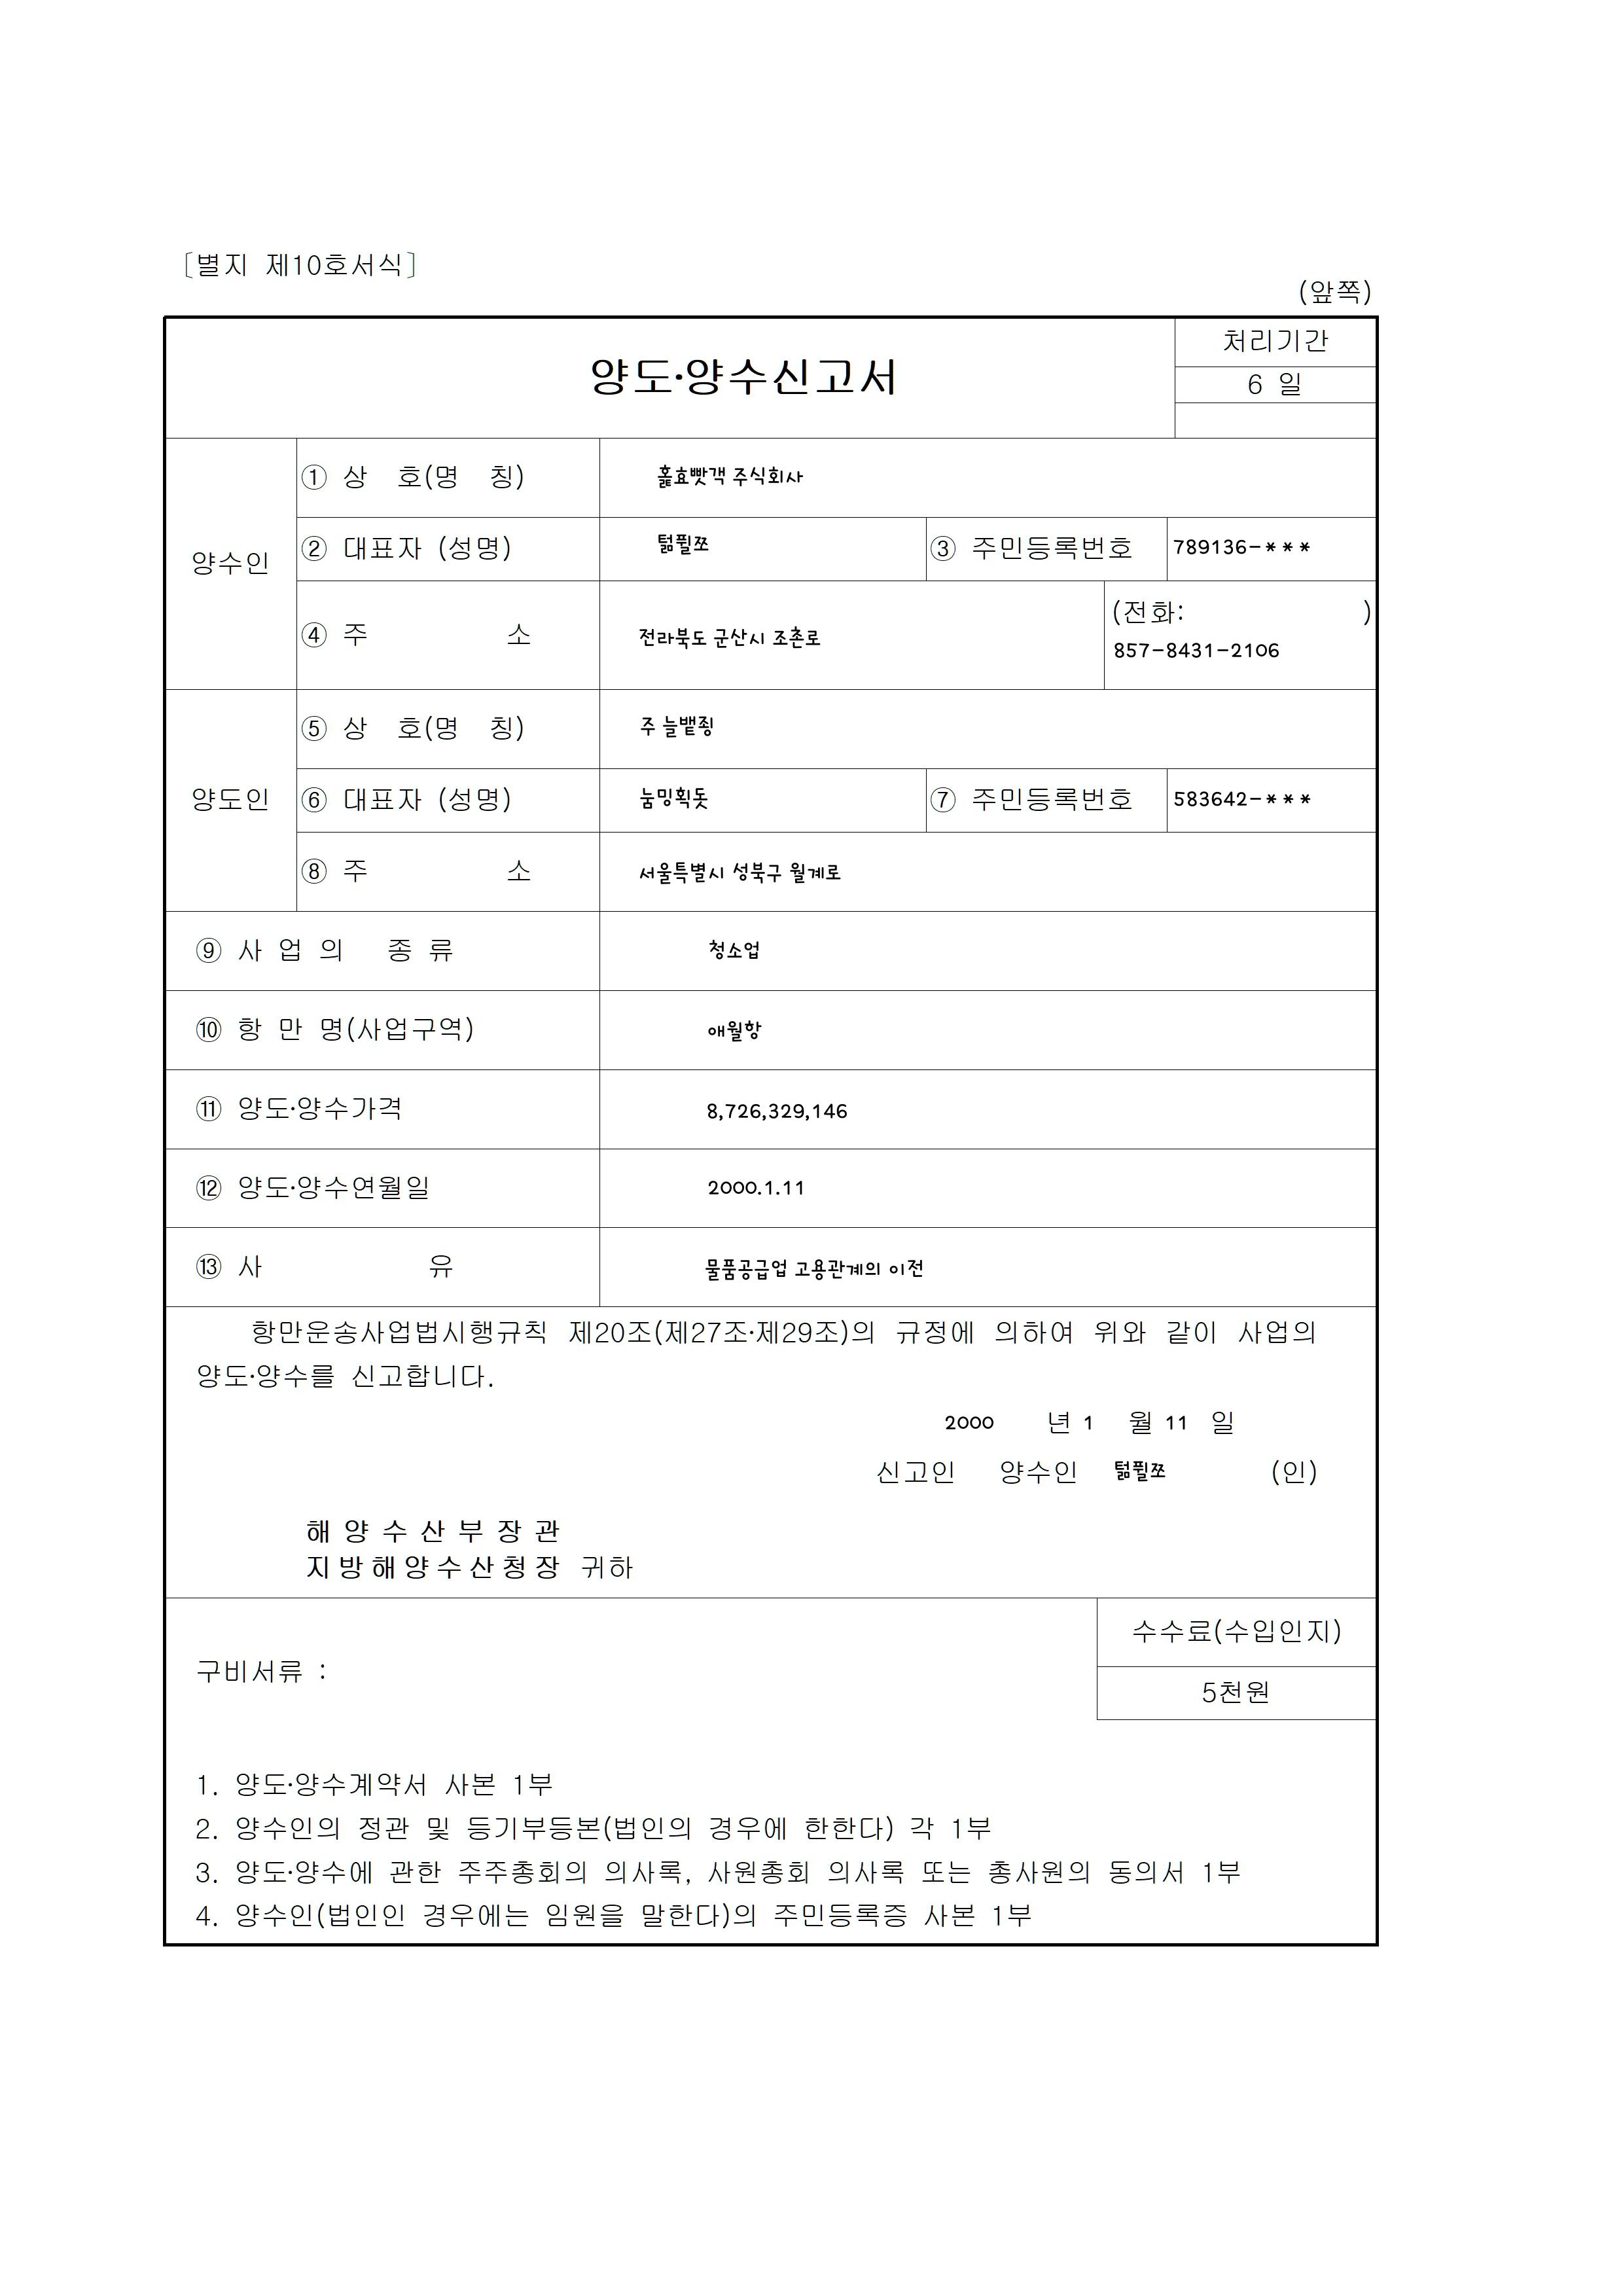 [별지 제10호서식]
(앞쪽)
양도·양수신고서
처리기간
6 일
양수인
① 상 호(명 칭) 효빳객 주식회사
② 대표자 (성명) 텖퓔쪼 ③ 주민등록번호 789136-***
④ 주 소 전라북도 군산시 조촌로 (전화: )
857-8431-2106
양도인
⑤ 상 호(명 칭) 주 늘뱉죙
⑥ 대표자 (성명) 눔밍획돗 ⑦ 주민등록번호 583642-***
⑧ 주 소 서울특별시 성북구 월계로
⑨ 사 업 의 종 류 청소업
⑩ 항 만 명(사업구역) 애월항
⑪ 양도·양수가격 8,726,329,146
⑫ 양도·양수연월일 2000.1.11
⑬ 사 유 물품공급업 고용관계의 이전
항만운송사업법시행규칙 제20조(제27조·제29조)의 규정에 의하여 위와 같이 사업의
양도·양수를 신고합니다.
2000 년 1 월 11 일
신고인 양수인 텖퓔쪼 (인)
해 양 수 산 부 장 관
지방해양수산청장 귀하
수수료(수입인지)
구비서류 :
5천원
1. 양도·양수계약서 사본 1부
2. 양수인의 정관 및 등기부등본(법인의 경우에 한한다) 각 1부
3. 양도·양수에 관한 주주총회의 의사록, 사원총회 의사록 또는 총사원의 동의서 1부
4. 양수인(법인인 경우에는 임원을 말한다)의 주민등록증 사본 1부